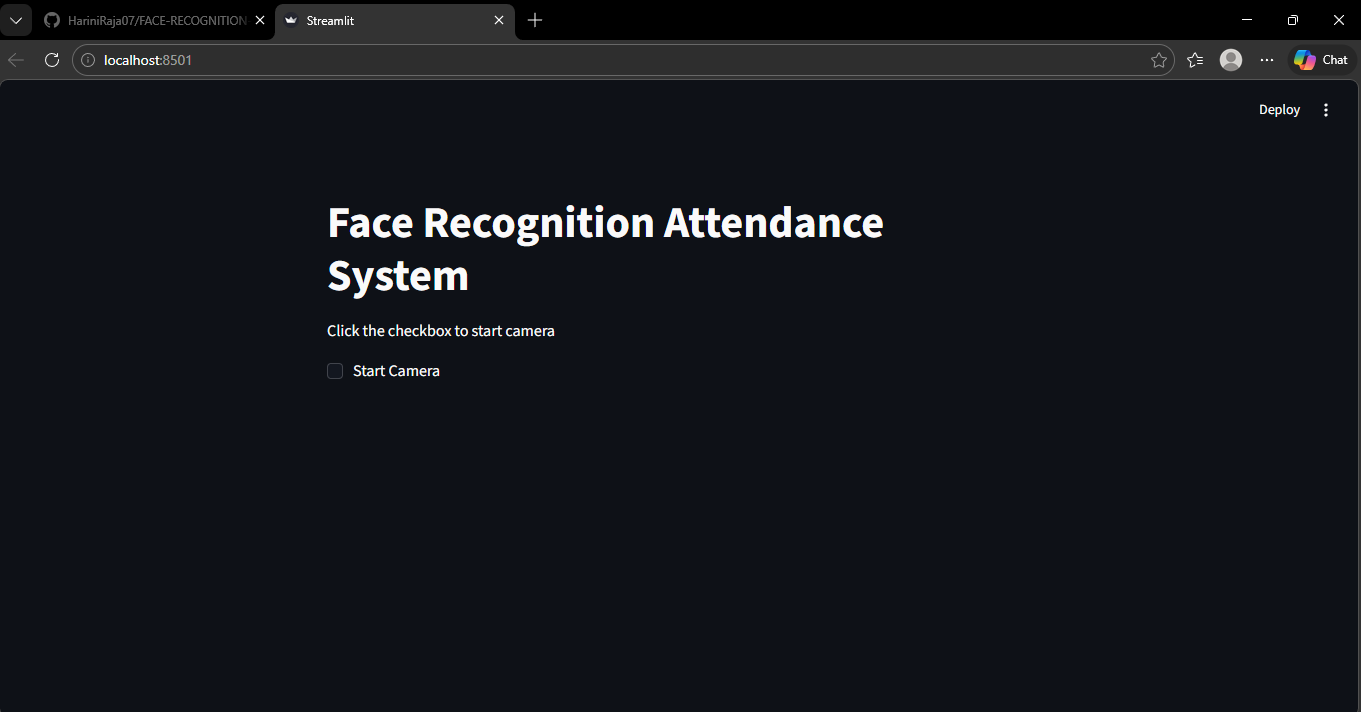 HariniRaja07/FACE-RECOGNITION
Streamlit
localhost:8501
Chat
Deploy
Face Recognition Attendance
System
Click the checkbox to start camera
Start Camera